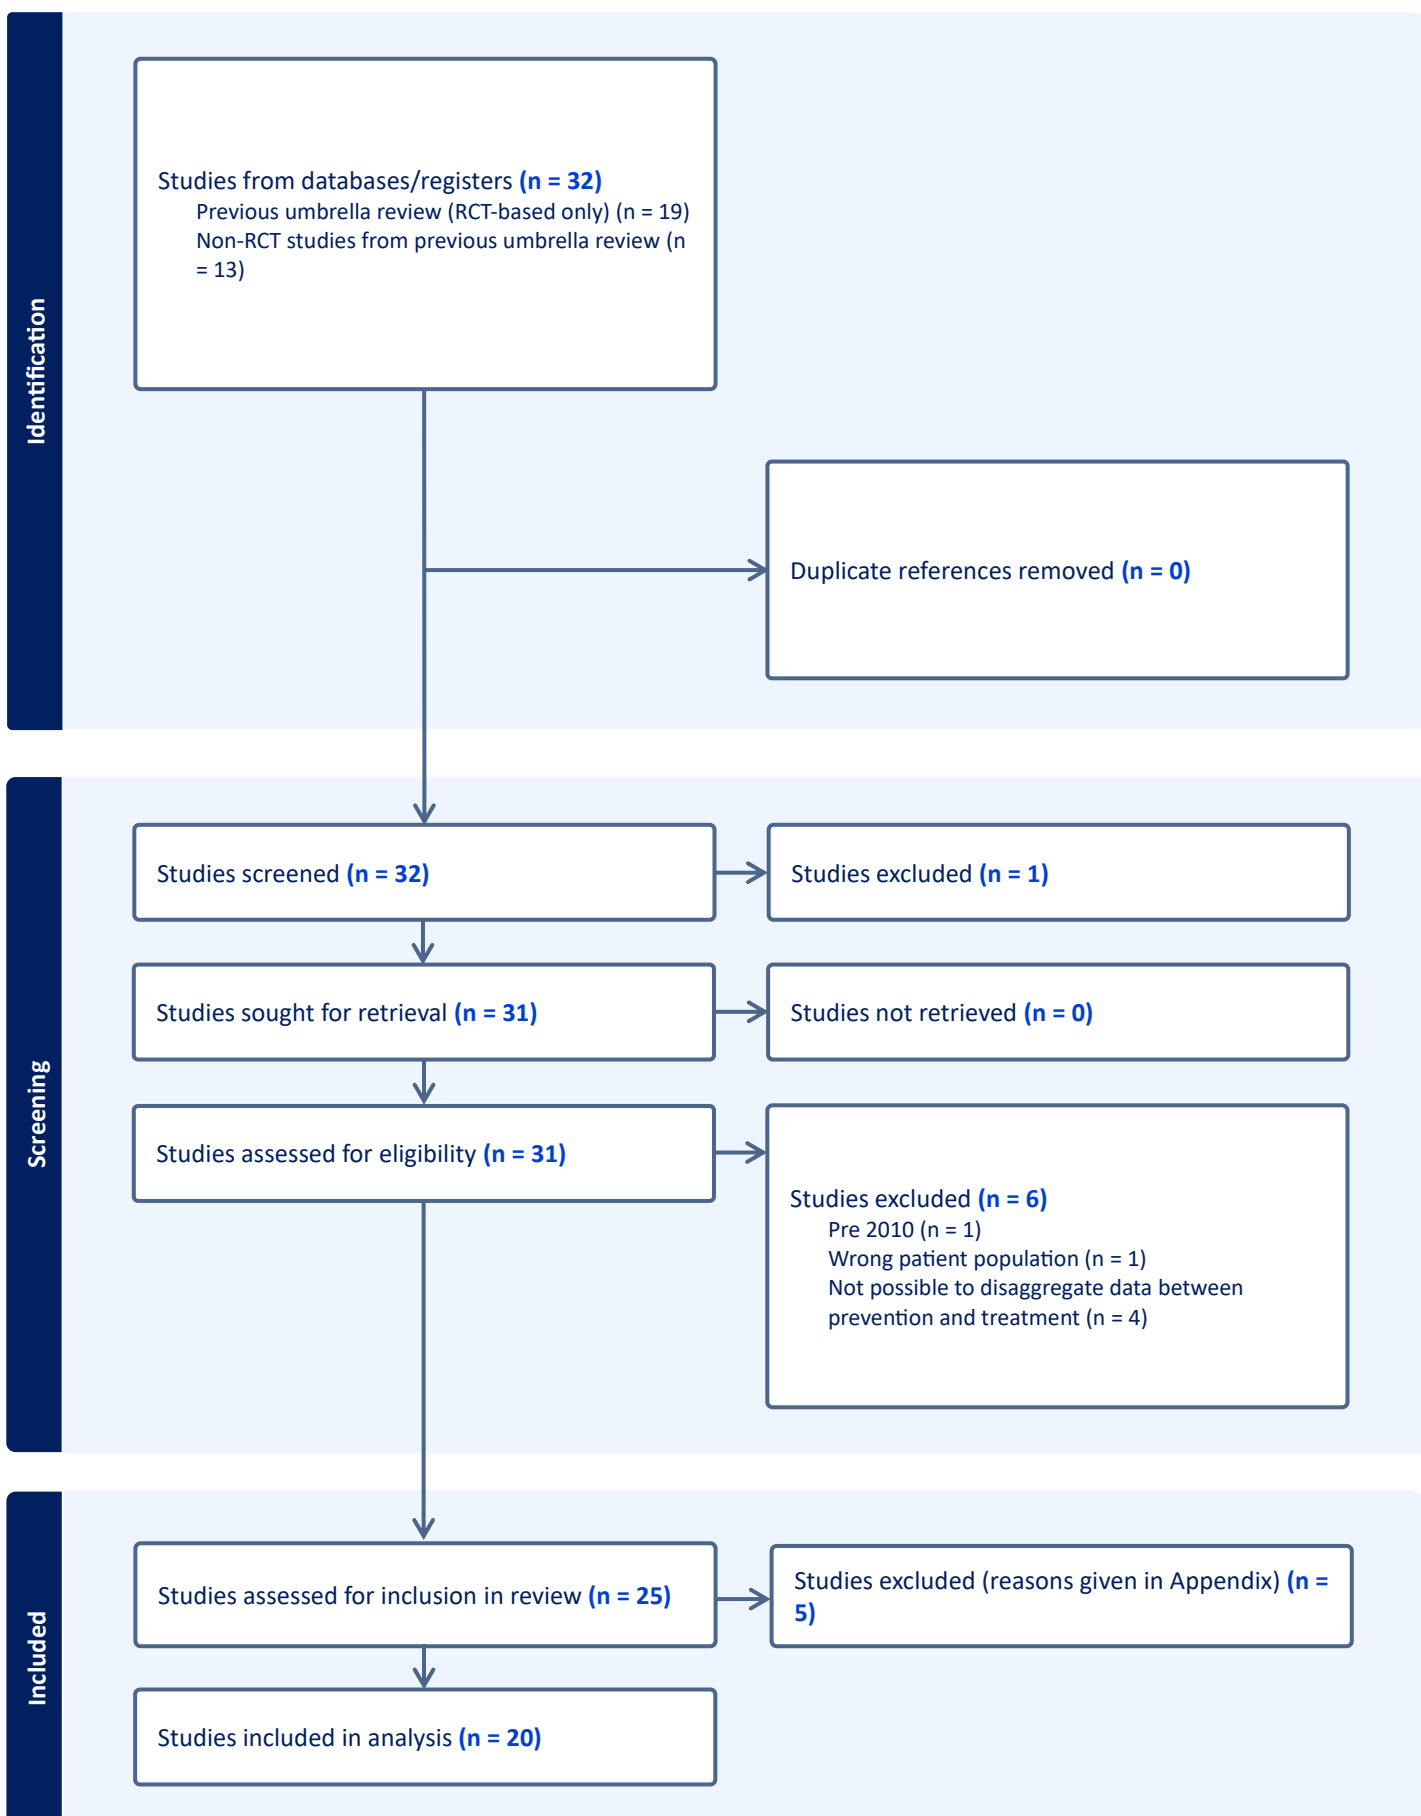 Identification
Studies from databases/registers (n = 32)
Previous umbrella review (RCT-based only) (n = 19)
Non-RCT studies from previous umbrella review (n
= 13)
Duplicate references removed (n = 0)
Screening
Studies screened (n = 32)
Studies excluded (n = 1)
Studies sought for retrieval (n = 31)
Studies not retrieved (n = 0)
Studies assessed for eligibility (n = 31)
Studies excluded (n = 6)
Pre 2010 (n = 1)
Wrong patient population (n = 1)
Not possible to disaggregate data between
prevention and treatment (n = 4)
Included
Studies assessed for inclusion in review (n = 25)
Studies excluded (reasons given in Appendix) (n =
5)
Studies included in analysis (n = 20)